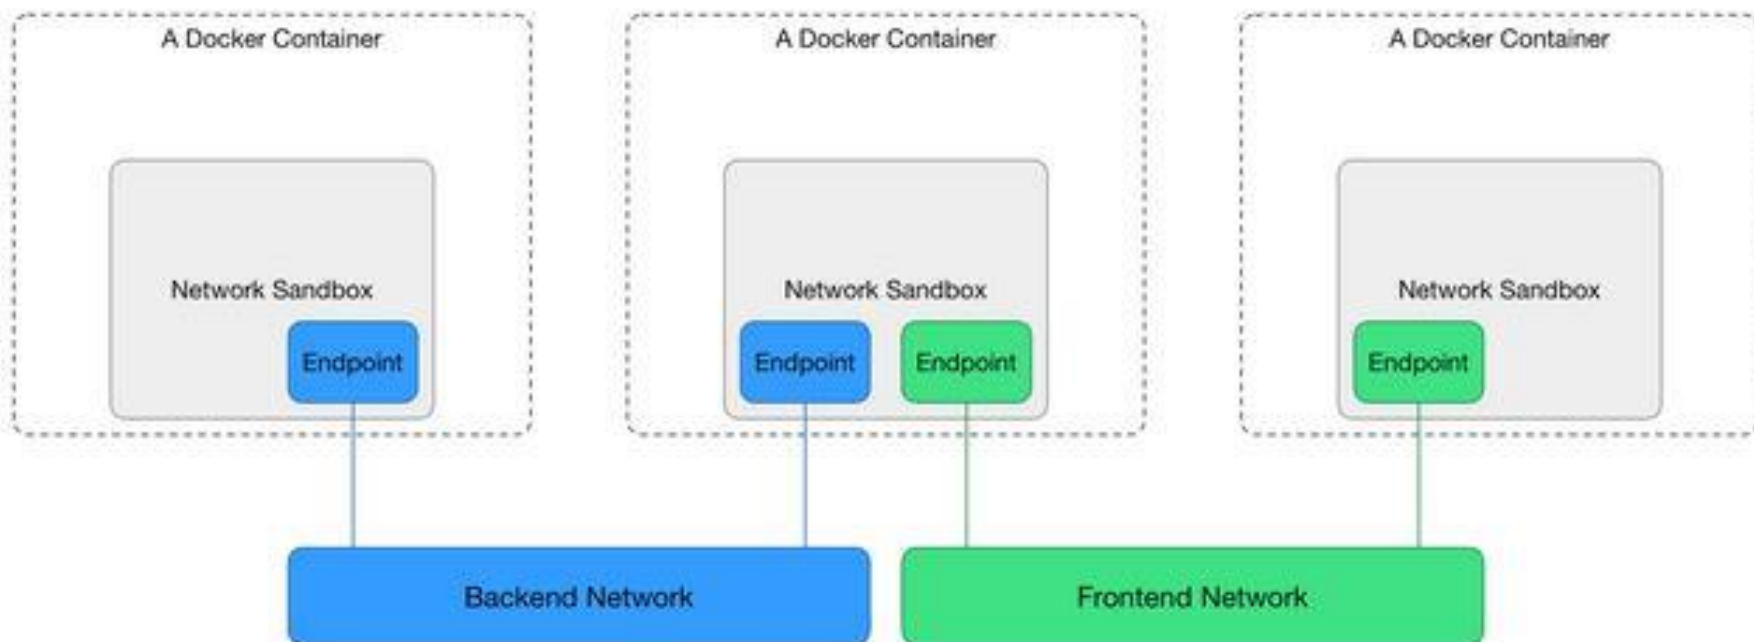 A Docker Container
A Docker Container
A Docker Container
Network Sandbox
Network Sandbox
Network Sandbox
Endpoint
Endpoint
Endpoint
Endpoint
Backend Network
Frontend Network